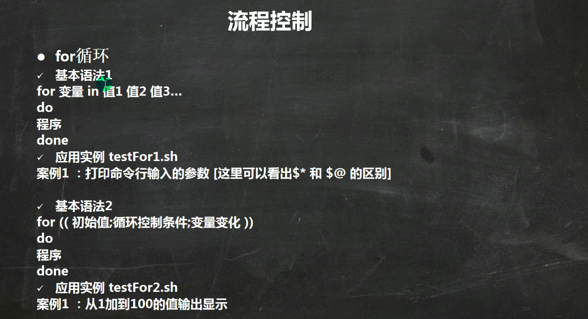 流程控制
● for循环
✓ 基本语法1
for 变量 in 值1 值2 值3...
do
程序
done
✓ 应用实例 testFor1.sh
案例1 ：打印命令行输入的参数 [这里可以看出$* 和 $@ 的区别]
✓ 基本语法2
for (( 初始值;循环控制条件;变量变化 ))
do
程序
done
✓ 应用实例 testFor2.sh
案例1 ：从1加到100的值输出显示